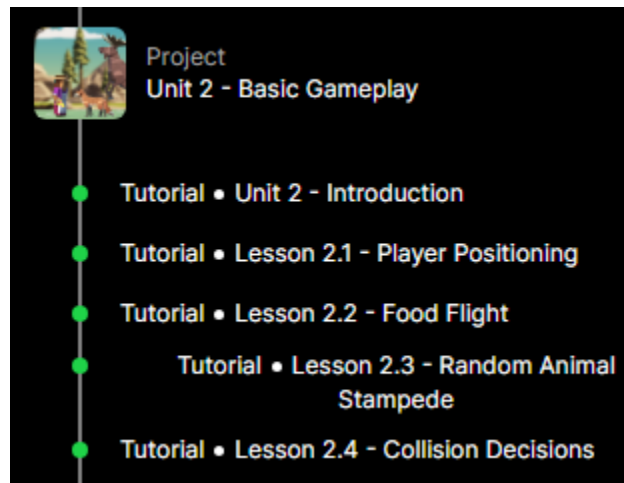 Project
Unit 2 - Basic Gameplay
Tutorial • Unit 2 - Introduction
Tutorial • Lesson 2.1 - Player Positioning
Tutorial • Lesson 2.2 - Food Flight
Tutorial • Lesson 2.3 - Random Animal
Stampede
Tutorial • Lesson 2.4 - Collision Decisions